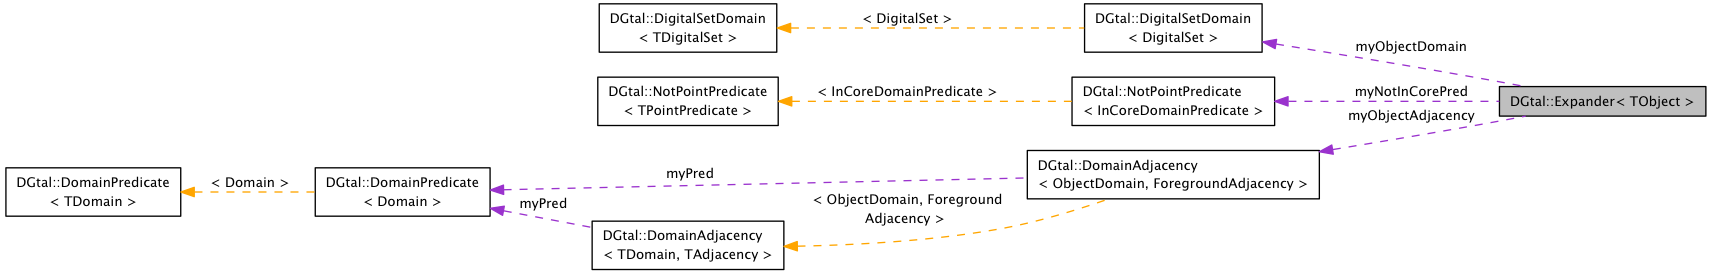 DGtal::DigitalSetDomain
< TDigitalSet >
< DigitalSet >
DGtal::DigitalSetDomain
< DigitalSet >
myObjectDomain
DGtal::NotPointPredicate
< TPointPredicate >
< InCoreDomainPredicate >
DGtal::NotPointPredicate
< InCoreDomainPredicate >
myNotInCorePred
DGtal::Expander< TObject >
myObjectAdjacency
DGtal::DomainPredicate
< TDomain >
< Domain >
DGtal::DomainPredicate
< Domain >
myPred
DGtal::DomainAdjacency
< ObjectDomain, ForegroundAdjacency >
myPred
< ObjectDomain, Foreground
Adjacency >
DGtal::DomainAdjacency
< TDomain, TAdjacency >